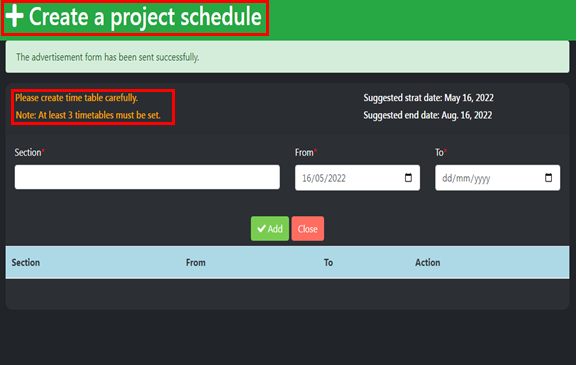 Create a project schedule
The advertisement form has been sent successfully.
Please create time table carefully.
Suggested strat date: May 16, 2022
Note: At least 3 timetables must be set.
Suggested end date: Aug. 16, 2022
Section* From* To*
16/05/2022 dd/mm/yyyy
Add Close
Section From To Action